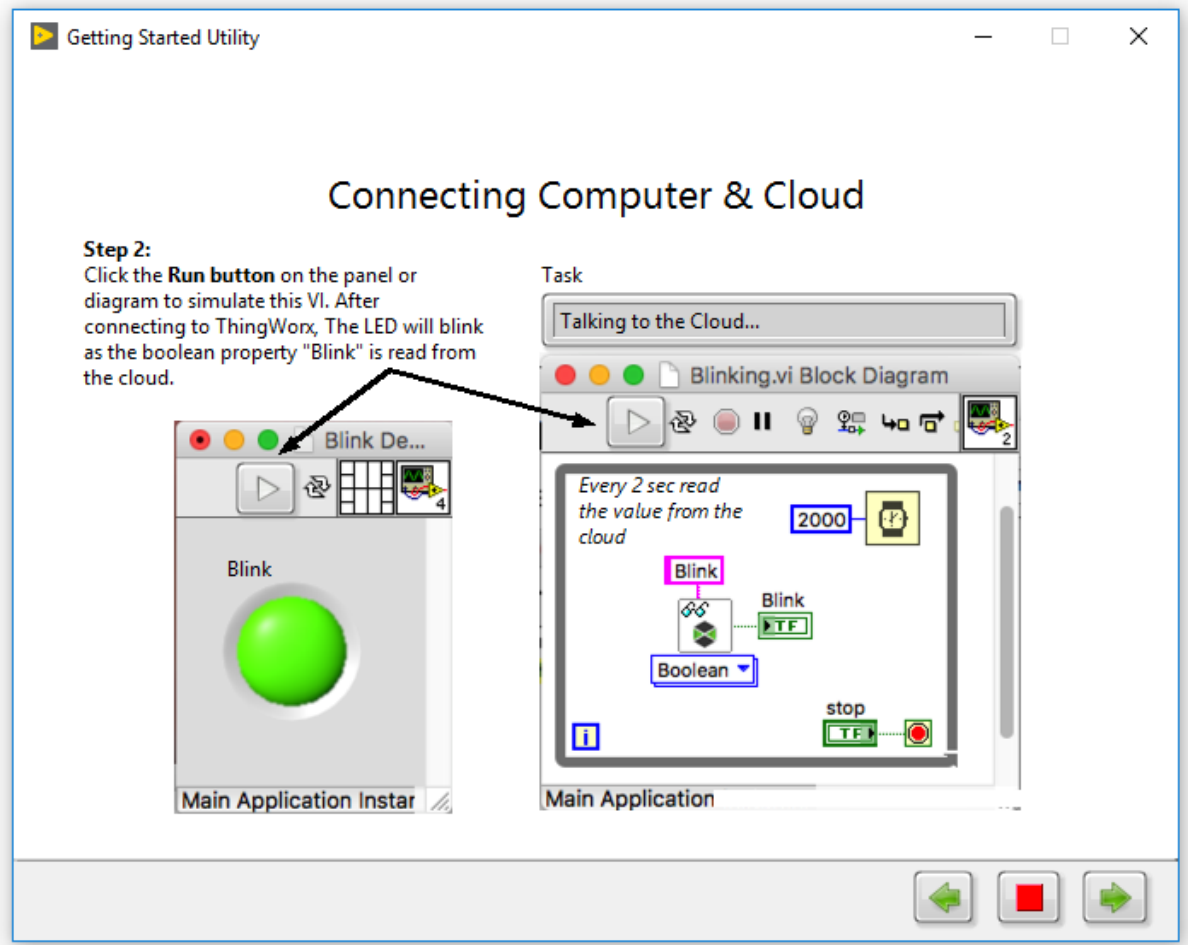 Getting Started Utility
Connecting Computer & Cloud
Step 2:
Click the Run button on the panel or
diagram to simulate this VI. After
connecting to ThingWorx, The LED will blink
as the boolean property "Blink" is read from
the cloud.
Task
Talking to the Cloud...
Blink De...
4
Blink
Main Application Instar
Blinking.vi Block Diagram
2
Every 2 sec read
the value from the
cloud
2000
Blink
Blink
TF
Boolean
stop
TF
i
Main Application